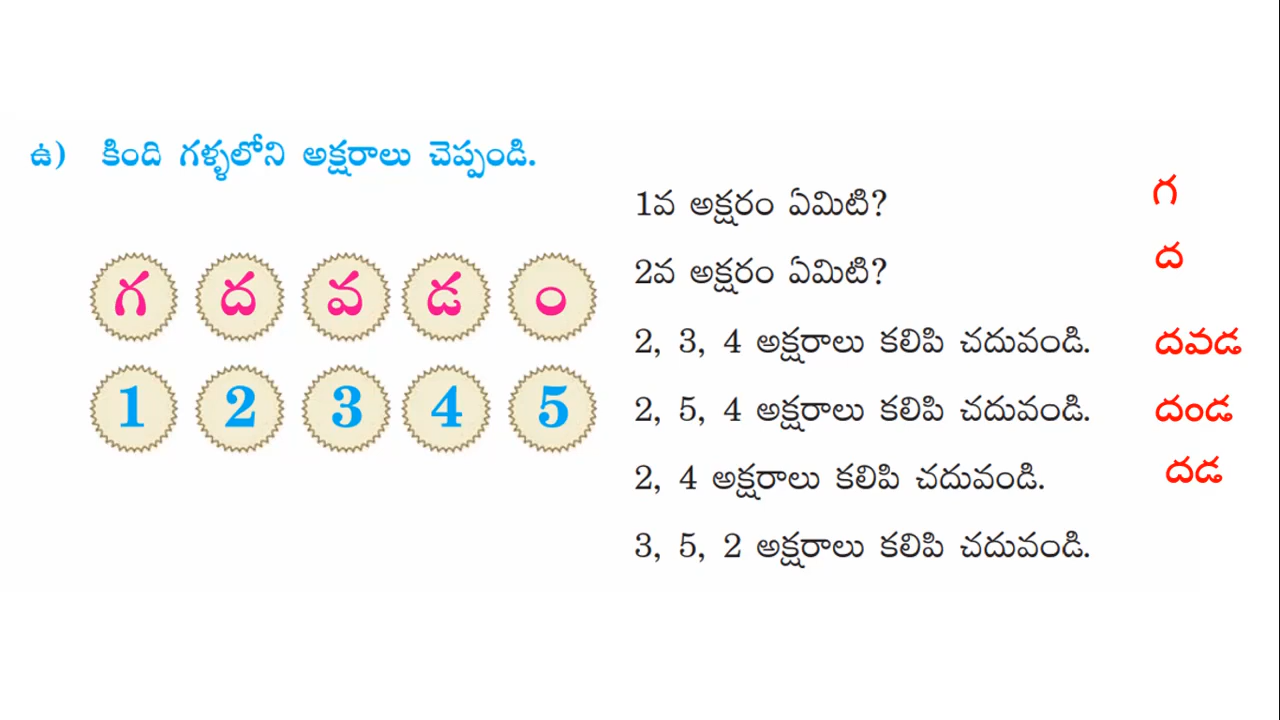 ఉ) కింది గళ్ళలోని అక్షరాలు చెప్పండి.
గ ద వ డ ం
1 2 3 4 5
1వ అక్షరం ఏమిటి? గ
2వ అక్షరం ఏమిటి? ద
2, 3, 4 అక్షరాలు కలిపి చదువండి. దవడ
2, 5, 4 అక్షరాలు కలిపి చదువండి. దండ
2, 4 అక్షరాలు కలిపి చదువండి. దడ
3, 5, 2 అక్షరాలు కలిపి చదువండి.